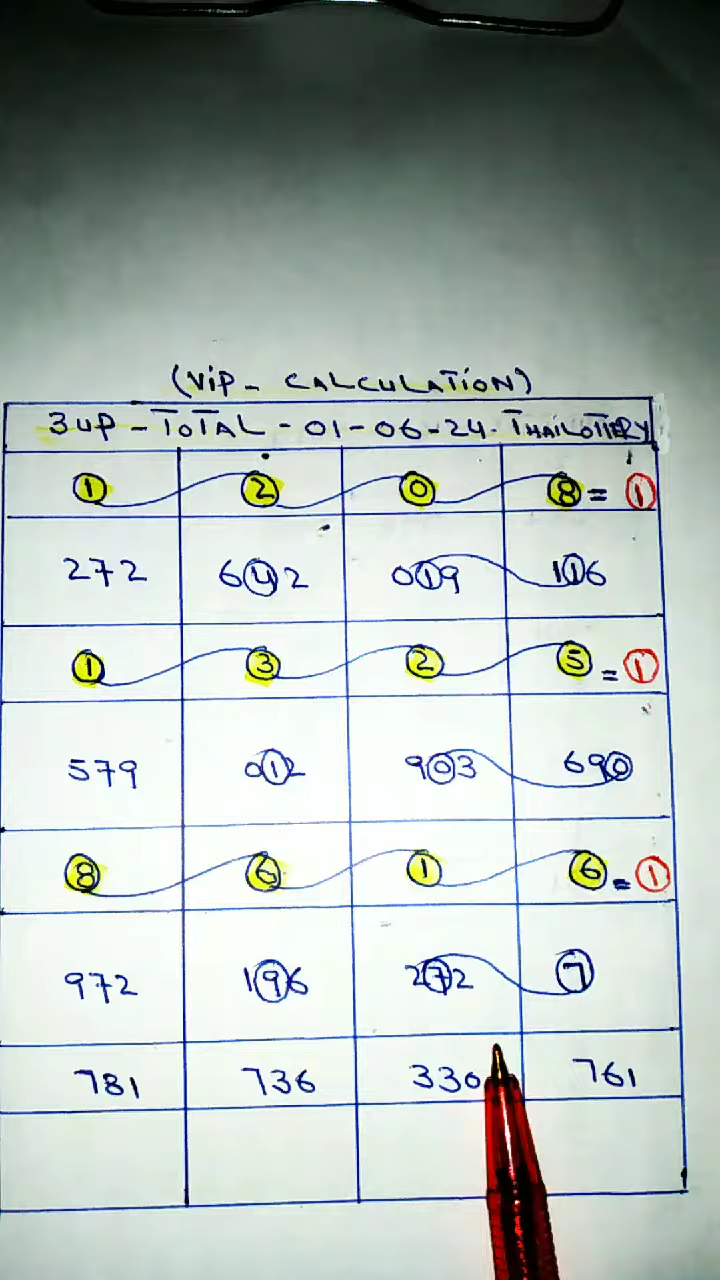 (VIP - CALCULATION)
3UP - TOTAL - 01-06-24. THAILOTTERY
1 2 0 8 = 1
272 642 019 116
1 3 2 5 = 1
579 012 903 690
8 6 1 6 = 1
972 196 272 7
781 736 330 761